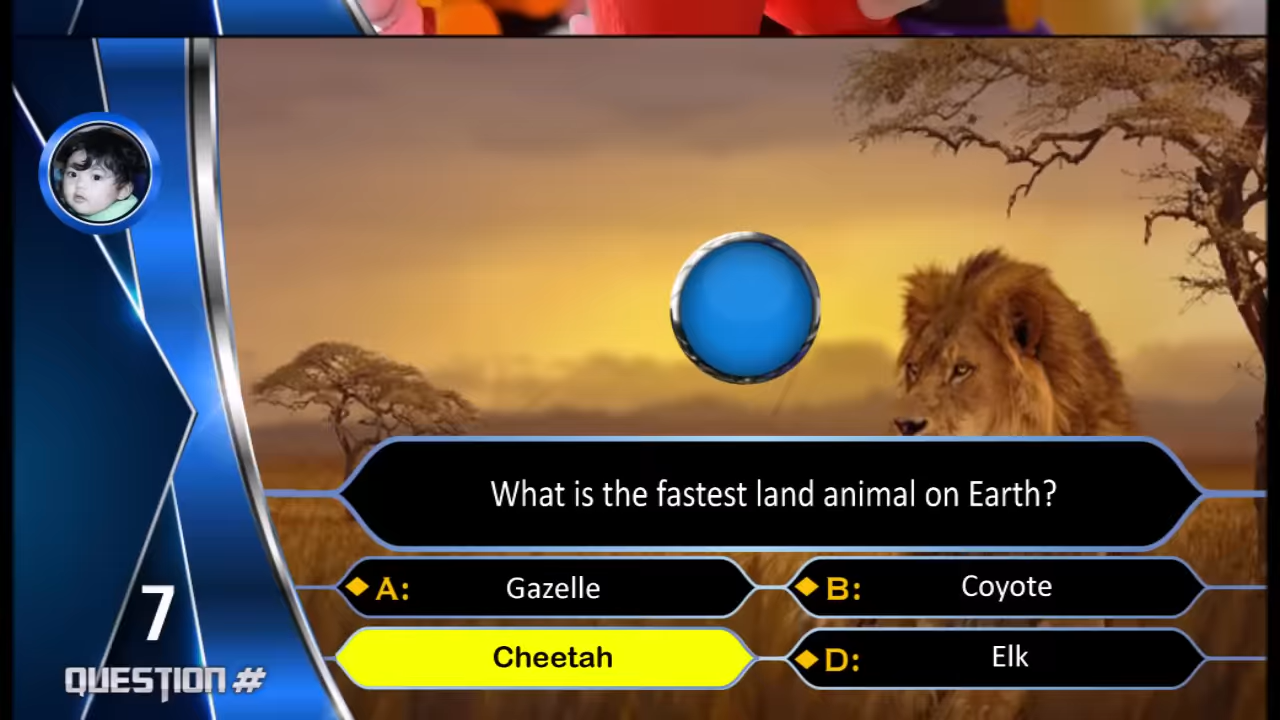 What is the fastest land animal on Earth?
A: Gazelle
B: Coyote
Cheetah
D: Elk
7
QUESTION #